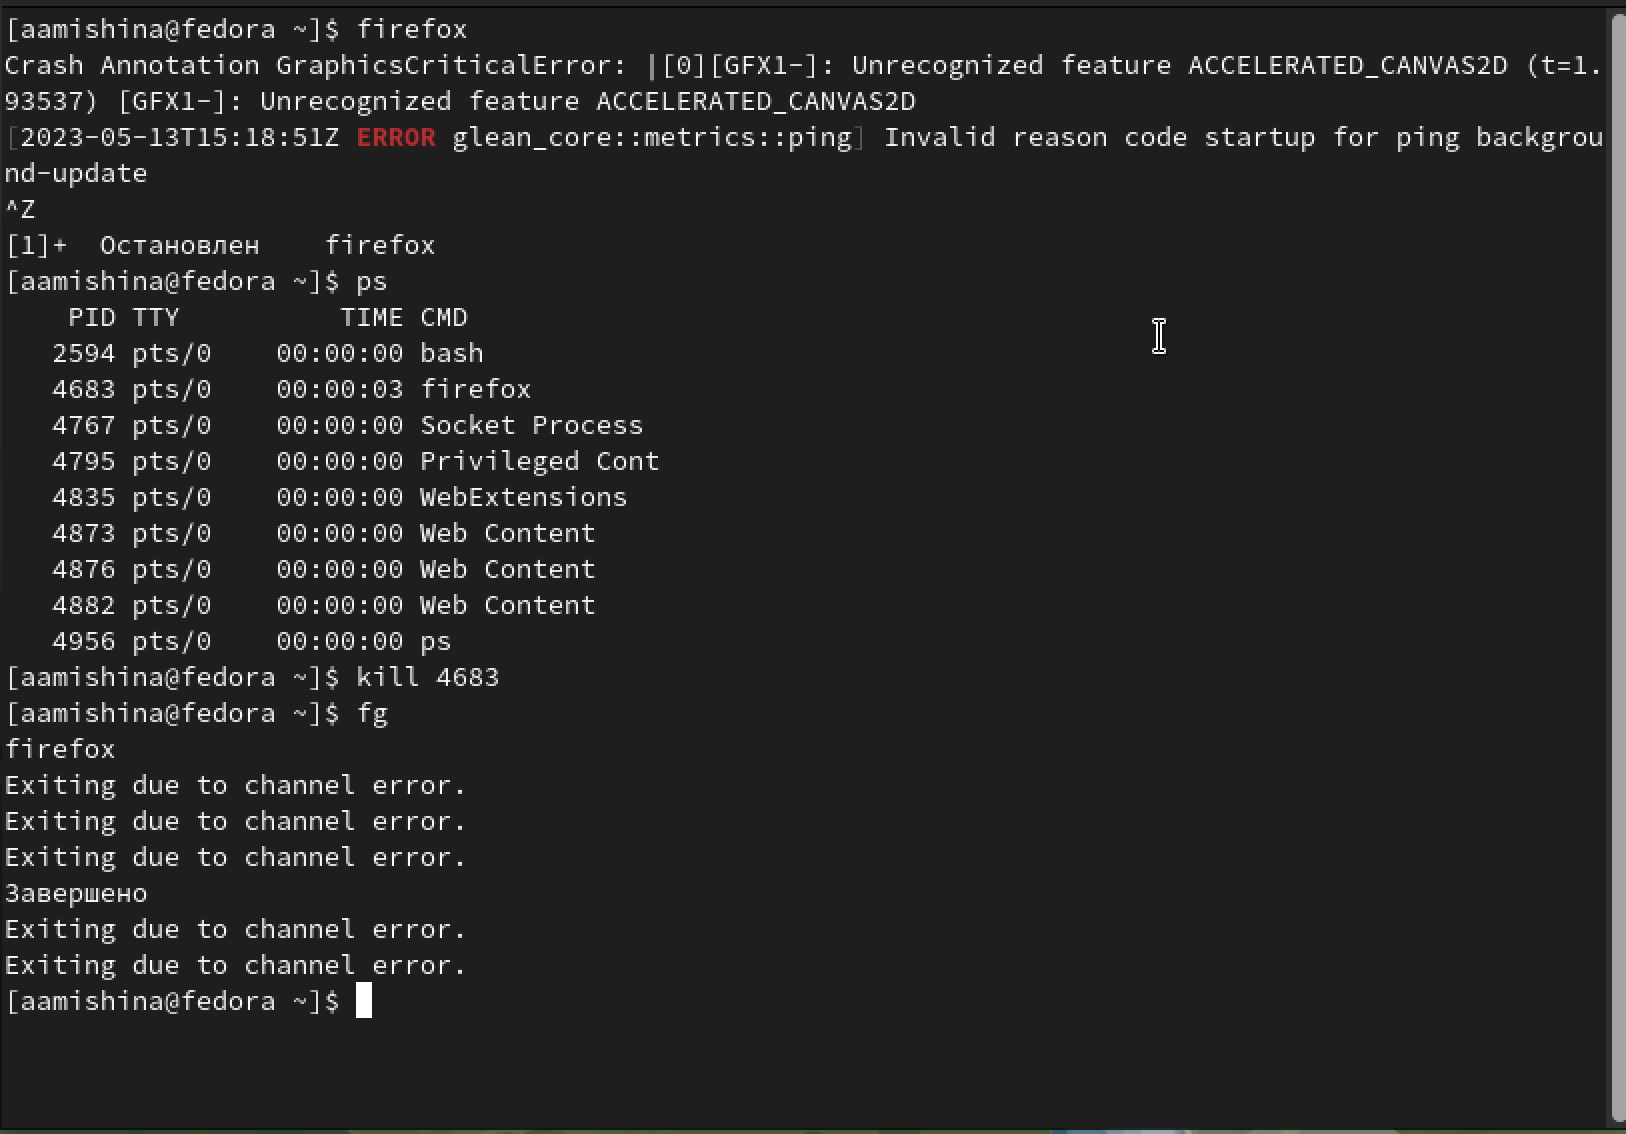 [aamishina@fedora ~]$ firefox
Crash Annotation GraphicsCriticalError: |[0][GFX1-]: Unrecognized feature ACCELERATED_CANVAS2D (t=1.
93537) [GFX1-]: Unrecognized feature ACCELERATED_CANVAS2D
[2023-05-13T15:18:51Z ERROR glean_core::metrics::ping] Invalid reason code startup for ping backgrou
nd-update
^Z
[1]+  Остановлен    firefox
[aamishina@fedora ~]$ ps
    PID TTY          TIME CMD
   2594 pts/0    00:00:00 bash
   4683 pts/0    00:00:03 firefox
   4767 pts/0    00:00:00 Socket Process
   4795 pts/0    00:00:00 Privileged Cont
   4835 pts/0    00:00:00 WebExtensions
   4873 pts/0    00:00:00 Web Content
   4876 pts/0    00:00:00 Web Content
   4882 pts/0    00:00:00 Web Content
   4956 pts/0    00:00:00 ps
[aamishina@fedora ~]$ kill 4683
[aamishina@fedora ~]$ fg
firefox
Exiting due to channel error.
Exiting due to channel error.
Exiting due to channel error.
Завершено
Exiting due to channel error.
Exiting due to channel error.
[aamishina@fedora ~]$